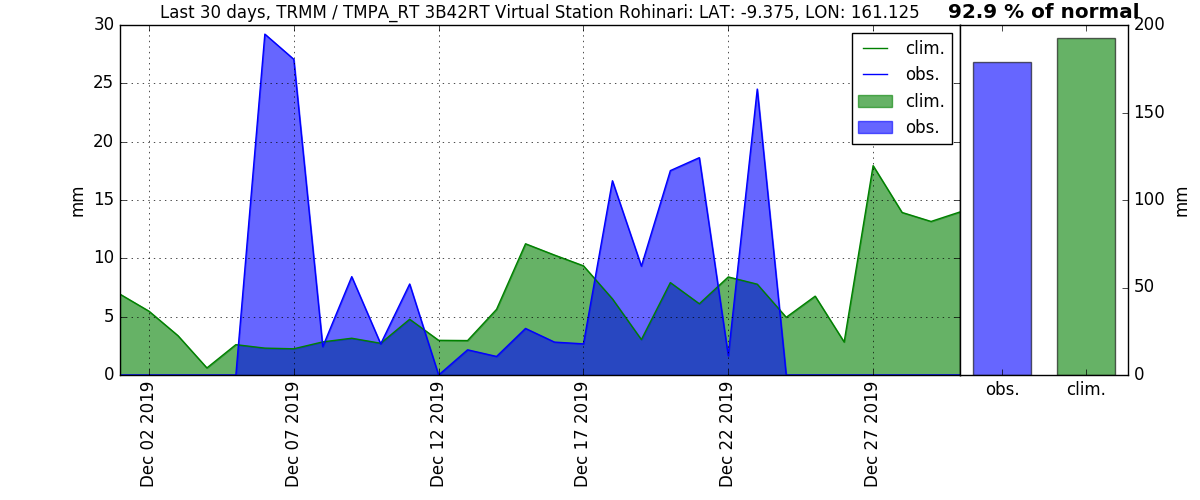 Last 30 days, TRMM / TMPA_RT 3B42RT Virtual Station Rohinari: LAT: -9.375, LON: 161.125
92.9 % of normal
30
25
20
15
10
5
0
mm
clim.
obs.
clim.
obs.
Dec 02 2019
Dec 07 2019
Dec 12 2019
Dec 17 2019
Dec 22 2019
Dec 27 2019
200
150
100
50
0
mm
obs.
clim.